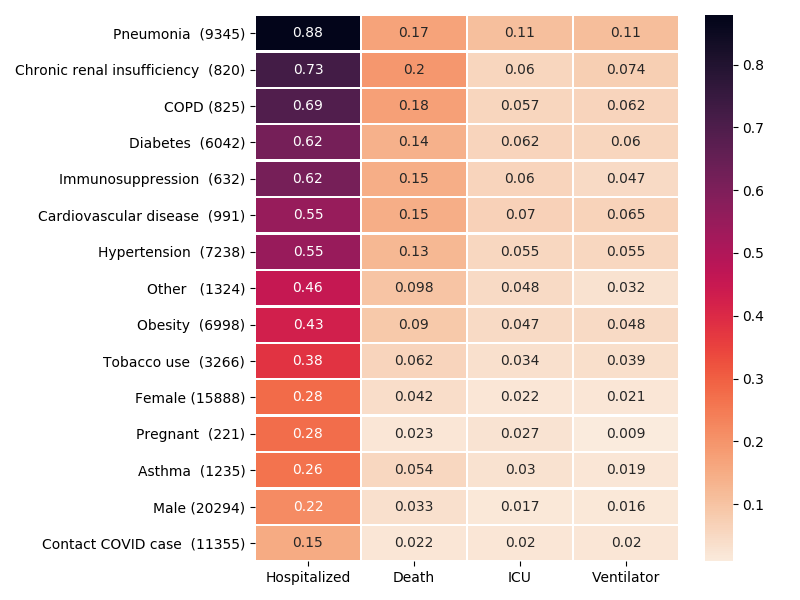 Pneumonia (9345) 0.88 0.17 0.11 0.11
Chronic renal insufficiency (820) 0.73 0.2 0.06 0.074
COPD (825) 0.69 0.18 0.057 0.062
Diabetes (6042) 0.62 0.14 0.062 0.06
Immunosuppression (632) 0.62 0.15 0.06 0.047
Cardiovascular disease (991) 0.55 0.15 0.07 0.065
Hypertension (7238) 0.55 0.13 0.055 0.055
Other (1324) 0.46 0.098 0.048 0.032
Obesity (6998) 0.43 0.09 0.047 0.048
Tobacco use (3266) 0.38 0.062 0.034 0.039
Female (15888) 0.28 0.042 0.022 0.021
Pregnant (221) 0.28 0.023 0.027 0.009
Asthma (1235) 0.26 0.054 0.03 0.019
Male (20294) 0.22 0.033 0.017 0.016
Contact COVID case (11355) 0.15 0.022 0.02 0.02
Hospitalized Death ICU Ventilator
0.8
0.7
0.6
0.5
0.4
0.3
0.2
0.1